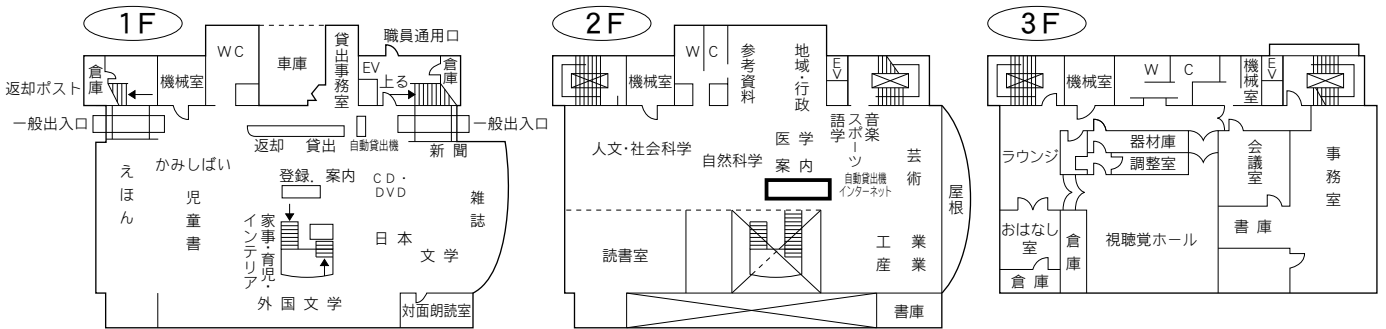 1F
職員通用口
倉庫
機械室
WC
車庫
貸出事務室
EV
上る
倉庫
返却ポスト
一般出入口
一般出入口
返却
貸出
自動貸出機
新聞
えほん
かみしばい
児童書
登録．案内
CD・
DVD
雑誌
家事・育児・
インテリア
日本
文学
外国文学
対面朗読室
2F
機械室
WC
参考資料
地域・行政
EV
人文・社会科学
自然科学
医学
案内
語学
スポーツ
音楽
自動貸出機
インターネット
芸術
屋根
読書室
工業
産業
書庫
3F
機械室
W
C
機械室
EV
ラウンジ
器材庫
調整室
会議室
事務室
おはなし
室
倉庫
倉庫
視聴覚ホール
書庫